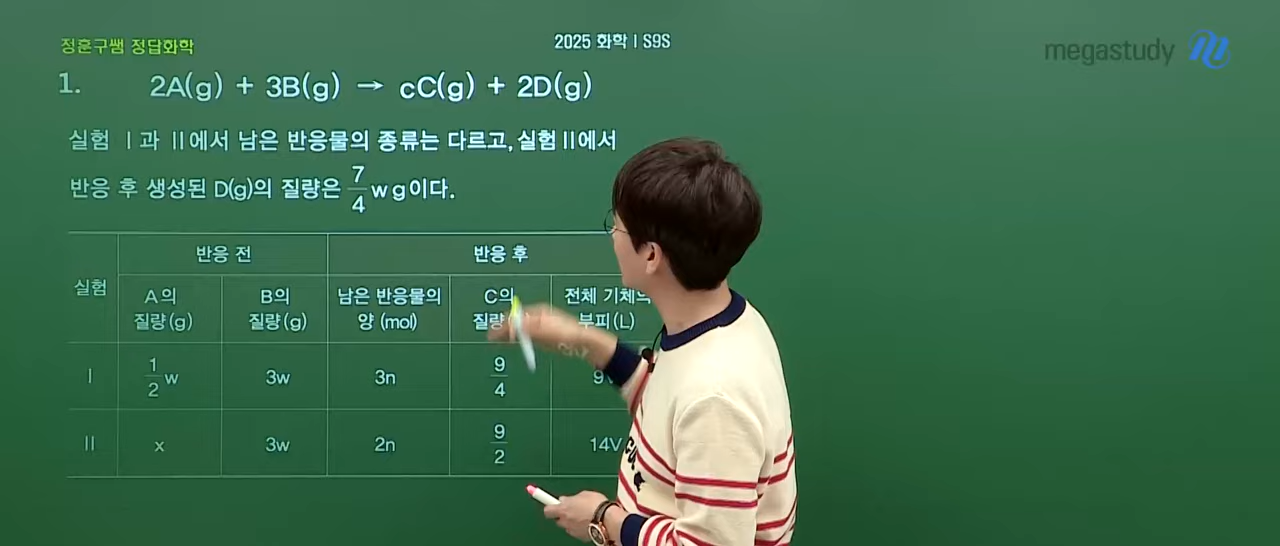 정훈구쌤 정답화학
2025 화학 I S9S
megastudy
1. 2A(g) + 3B(g) → cC(g) + 2D(g)
실험 Ⅰ과 Ⅱ에서 남은 반응물의 종류는 다르고, 실험Ⅱ에서
반응 후 생성된 D(g)의 질량은 7/4 w g이다.
실험 반응 전 반응 후
A의 질량(g) B의 질량(g) 남은 반응물의 양 (mol) C의 질량 전체 기체의 부피(L)
Ⅰ 1/2 w 3w 3n 9/4 9
Ⅱ x 3w 2n 9/2 14V